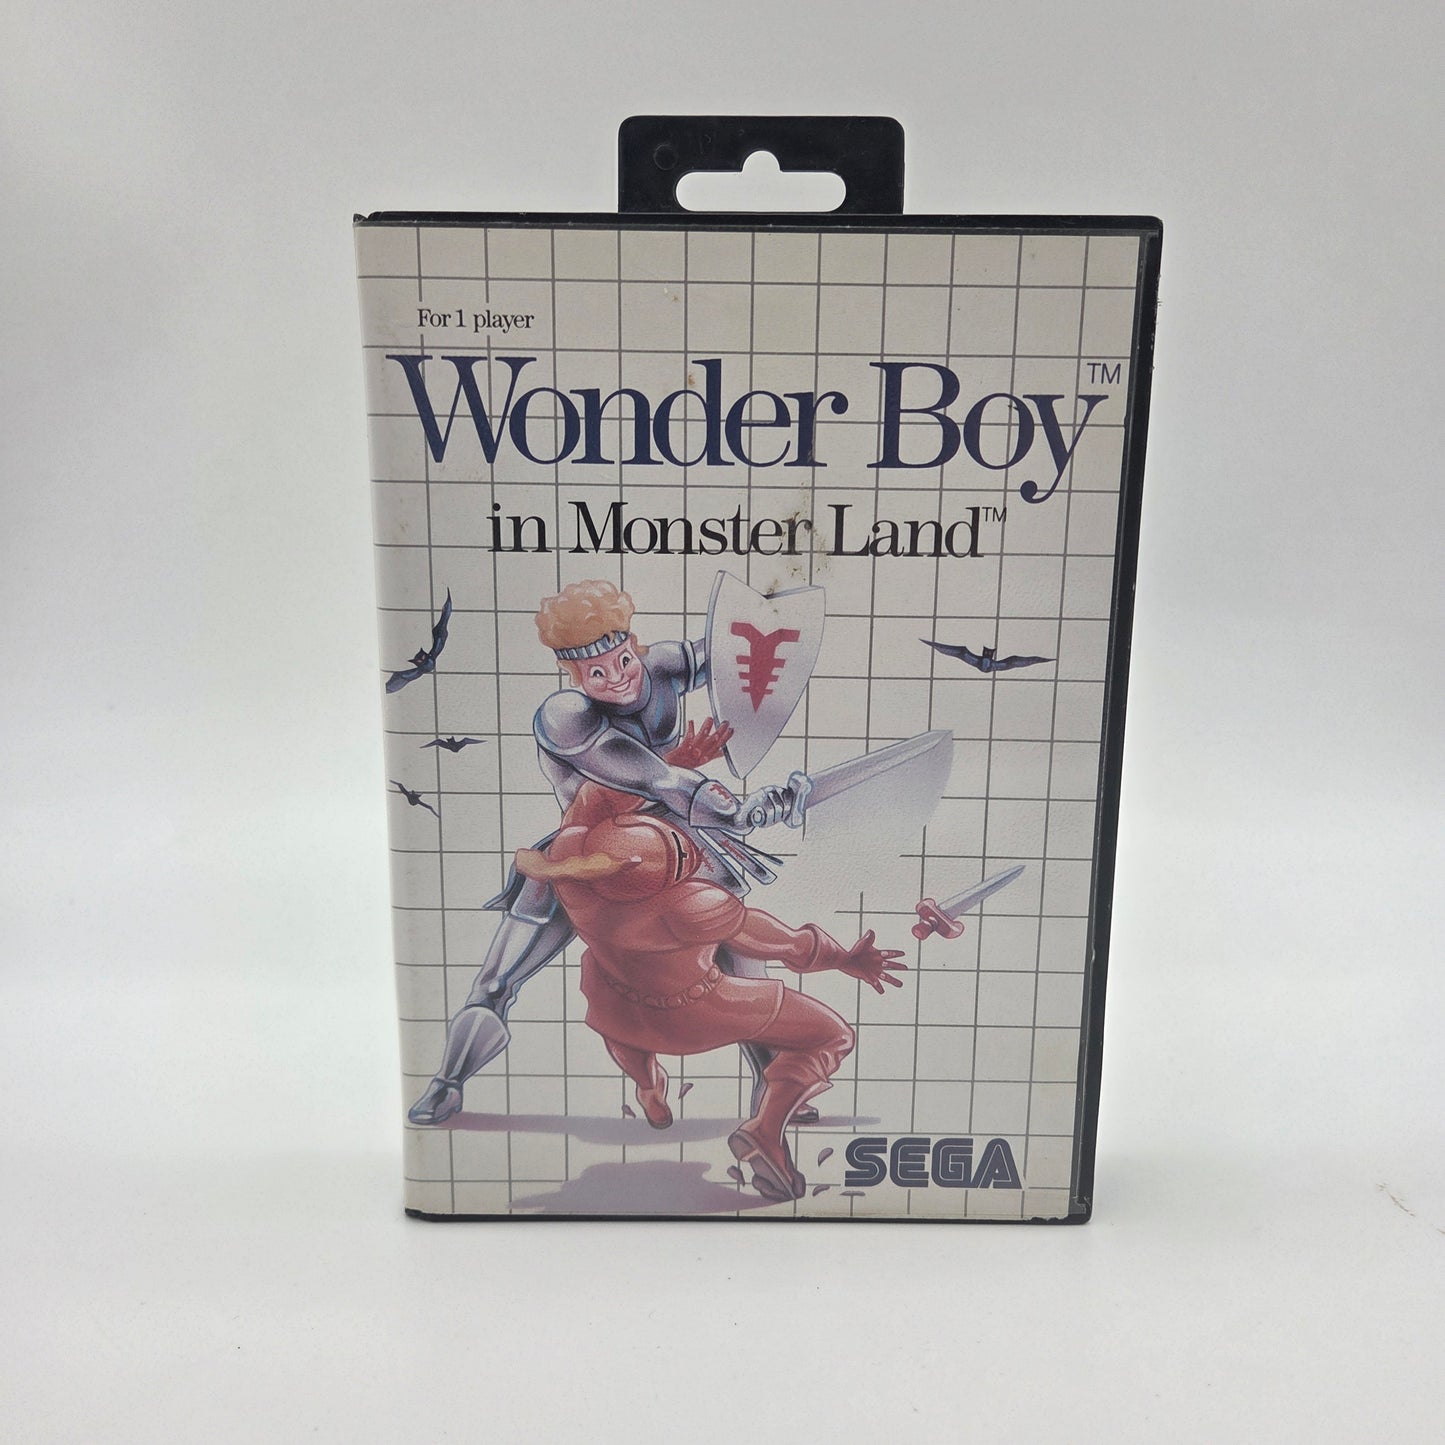 For 1 player
Wonder Boy™
in Monster Land™
SEGA